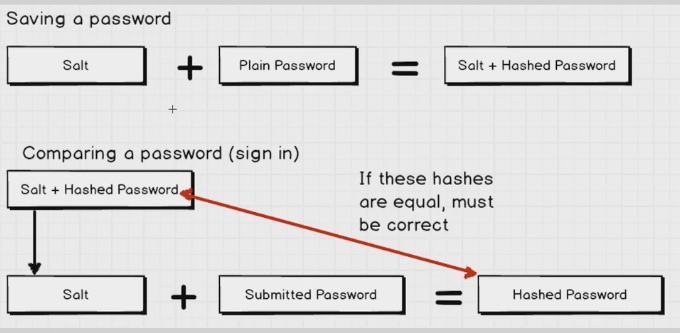 Saving a password
Salt + Plain Password = Salt + Hashed Password
Comparing a password (sign in)
Salt + Hashed Password
If these hashes
are equal, must
be correct
Salt + Submitted Password = Hashed Password